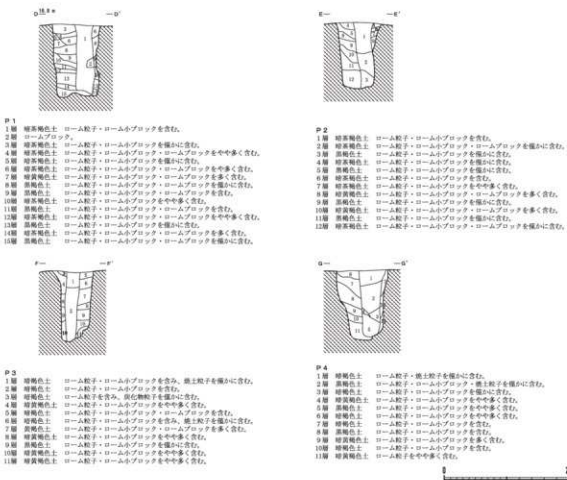 D 16.8m D'
E E'
P 1
1層 暗茶褐色土 ローム粒子・ローム小ブロックを含む。
2層 ロームブロック。
3層 暗茶褐色土 ローム粒子・ローム小ブロックを僅かに含む。
4層 暗茶褐色土 ローム粒子・ローム小ブロック・ロームブロックをやや多く含む。
5層 暗茶褐色土 ローム粒子・ローム小ブロックを僅かに含む。
6層 暗茶褐色土 ローム粒子・ローム小ブロック・ロームブロックをやや多く含む。
7層 暗黄褐色土 ローム粒子・ローム小ブロック・ロームブロックを多く含む。
8層 黒褐色土 ローム粒子・ローム小ブロック・ロームブロックを僅かに含む。
9層 黒褐色土 ローム粒子・ローム小ブロック・ロームブロックを含む。
10層 暗茶褐色土 ローム粒子・ローム小ブロックをやや多く含む。
11層 黒褐色土 ローム粒子・ローム小ブロック・ロームブロックを含む。
12層 暗茶褐色土 ローム粒子・ローム小ブロック・ロームブロックをやや多く含む。
13層 黒褐色土 ローム粒子・ローム小ブロックを僅かに含む。
14層 暗黄褐色土 ローム粒子・ローム小ブロック・ロームブロックを多く含む。
15層 黒褐色土 ローム粒子・ローム小ブロック・ロームブロックを僅かに含む。
P 2
1層 暗茶褐色土 ローム粒子・ローム小ブロックを含む。
2層 暗茶褐色土 ローム粒子・ローム小ブロック・ロームブロックを僅かに含む。
3層 黒褐色土 ローム粒子・ローム小ブロックを僅かに含む。
4層 暗茶褐色土 ローム粒子・ローム小ブロックを僅かに含む。
5層 黒褐色土 ローム粒子・ローム小ブロックを僅かに含む。
6層 暗茶褐色土 ローム粒子・ローム小ブロックを含む。
7層 暗茶褐色土 ローム粒子・ローム小ブロックをやや多く含む。
8層 暗黄褐色土 ローム粒子・ローム小ブロック・ロームブロックを多く含む。
9層 黒褐色土 ローム粒子・ローム小ブロックを僅かに含む。
10層 暗黄褐色土 ローム粒子・ローム小ブロック・ロームブロックを多く含む。
11層 黒褐色土 ローム粒子・ローム小ブロックを僅かに含む。
12層 暗茶褐色土 ローム粒子・ローム小ブロック・ロームブロックを僅かに含む。
F F'
G G'
P 3
1層 暗褐色土 ローム粒子・ローム小ブロックを含み、焼土粒子を僅かに含む。
2層 黒褐色土 ローム粒子・ローム小ブロックを含む。
3層 暗褐色土 ローム粒子を含み、炭化物粒子を僅かに含む。
4層 暗黄褐色土 ローム粒子・ローム小ブロックをやや多く含む。
5層 暗褐色土 ローム粒子・ローム小ブロック・ロームブロックを含む。
6層 暗褐色土 ローム粒子・ローム小ブロックを含み、焼土粒子を僅かに含む。
7層 黄褐色土 ローム粒子・ローム小ブロック・ロームブロックを多く含む。
8層 暗黄褐色土 ローム粒子・ローム小ブロックをやや多く含む。
9層 黒褐色土 ローム粒子・ローム小ブロックを僅かに含む。
10層 暗黄褐色土 ローム粒子・ローム小ブロックをやや多く含む。
11層 暗黄褐色土 ローム粒子・ローム小ブロックをやや多く含む。
P 4
1層 暗褐色土 ローム粒子・焼土粒子を僅かに含む。
2層 黒褐色土 ローム粒子・ローム小ブロック・焼土粒子を僅かに含む。
3層 暗褐色土 ローム粒子・ローム小ブロックを僅かに含む。
4層 暗黄褐色土 ローム粒子・ローム小ブロックをやや多く含む。
5層 黒褐色土 ローム粒子・ローム小ブロックをやや多く含む。
6層 暗褐色土 ローム粒子・ローム小ブロックをやや多く含む。
7層 暗褐色土 ローム粒子・ローム小ブロックを含む。
8層 黒褐色土 ローム粒子・ローム小ブロックを含む。
9層 暗黄褐色土 ローム粒子・ローム小ブロックを多く含む。
10層 暗褐色土 ローム粒子・ローム小ブロックを含む。
11層 暗黄褐色土 ローム粒子をやや多く含む。
0 2